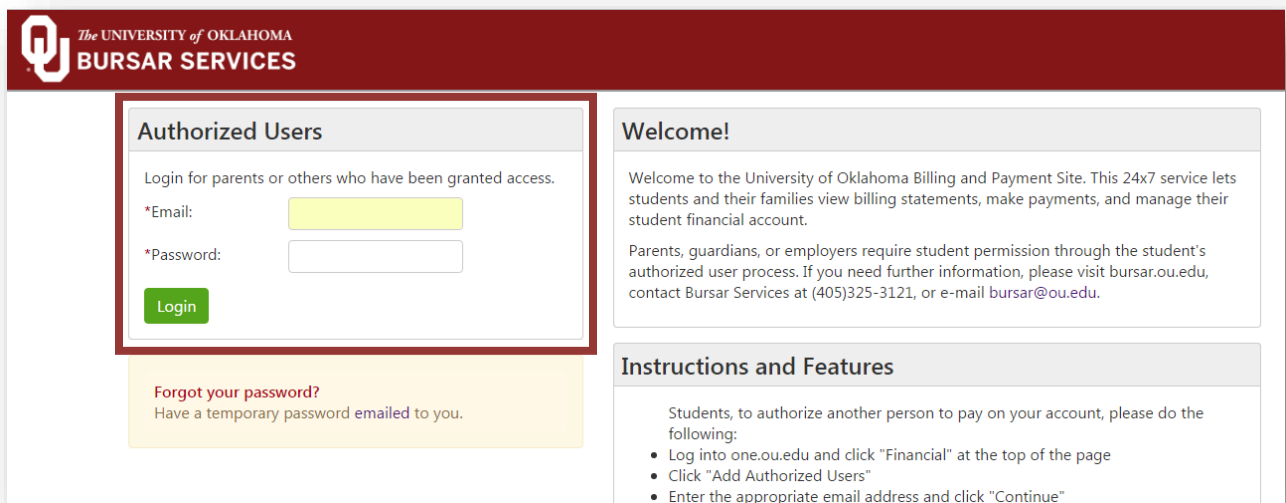 The UNIVERSITY of OKLAHOMA
BURSAR SERVICES
Authorized Users
Login for parents or others who have been granted access.
*Email:
*Password:
Login
Forgot your password?
Have a temporary password emailed to you.
Welcome!
Welcome to the University of Oklahoma Billing and Payment Site. This 24x7 service lets
students and their families view billing statements, make payments, and manage their
student financial account.
Parents, guardians, or employers require student permission through the student's
authorized user process. If you need further information, please visit bursar.ou.edu,
contact Bursar Services at (405)325-3121, or e-mail bursar@ou.edu.
Instructions and Features
Students, to authorize another person to pay on your account, please do the
following:
• Log into one.ou.edu and click "Financial" at the top of the page
• Click "Add Authorized Users"
• Enter the appropriate email address and click "Continue"